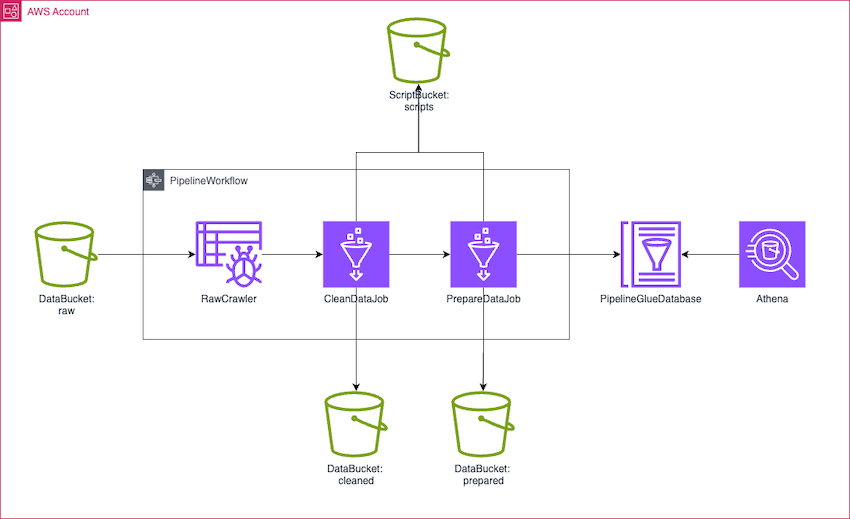 AWS Account
ScriptBucket:
scripts
PipelineWorkflow
DataBucket:
raw
RawCrawler
CleanDataJob
PrepareDataJob
PipelineGlueDatabase
Athena
DataBucket:
cleaned
DataBucket:
prepared